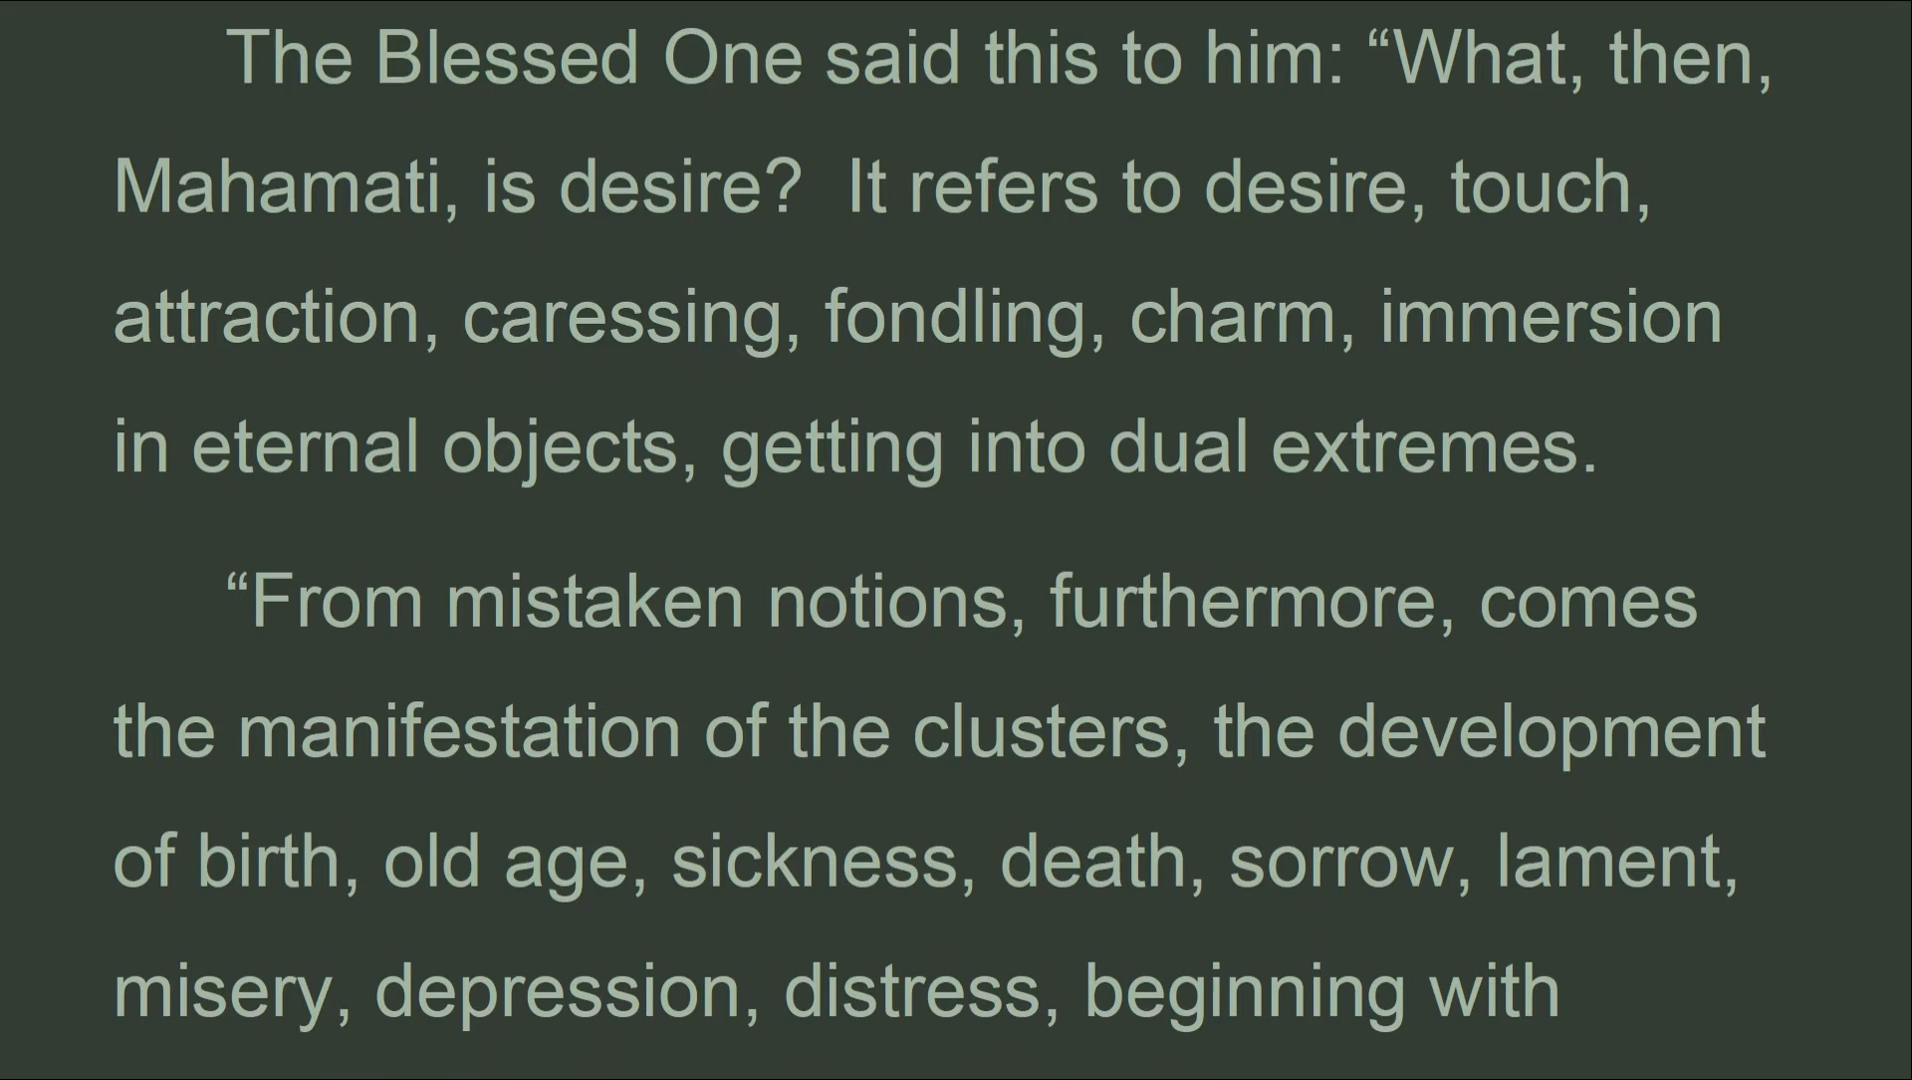 The Blessed One said this to him: “What, then,
Mahamati, is desire?  It refers to desire, touch,
attraction, caressing, fondling, charm, immersion
in eternal objects, getting into dual extremes.
“From mistaken notions, furthermore, comes
the manifestation of the clusters, the development
of birth, old age, sickness, death, sorrow, lament,
misery, depression, distress, beginning with